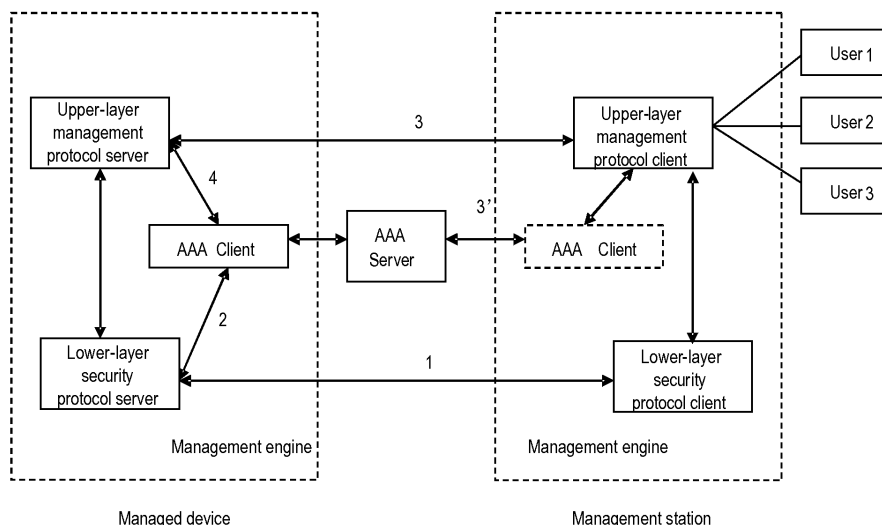 User 1
Upper-layer
management
protocol server
3
Upper-layer
management
protocol client
User 2
4
User 3
3’
AAA Client
AAA
Server
AAA Client
2
Lower-layer
security
protocol server
1
Lower-layer
security
protocol client
Management engine
Management engine
Managed device
Management station